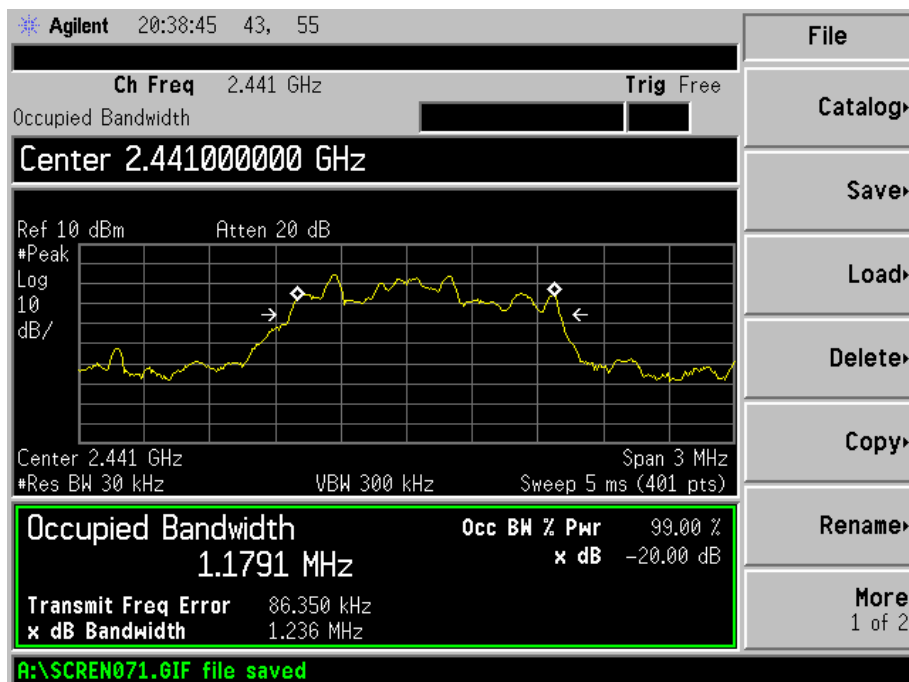 Agilent 20:38:45 43, 55
File
Ch Freq 2.441 GHz Trig Free
Occupied Bandwidth
Catalog
Center 2.441000000 GHz
Save
Ref 10 dBm Atten 20 dB
#Peak
Log
10
dB/
Load
Delete
Copy
Center 2.441 GHz Span 3 MHz
#Res BW 30 kHz VBW 300 kHz Sweep 5 ms (401 pts)
Occupied Bandwidth Occ BW % Pwr 99.00 %
1.1791 MHz x dB -20.00 dB
Rename
Transmit Freq Error 86.350 kHz
x dB Bandwidth 1.236 MHz
More
1 of 2
A:\SCREN071.GIF file saved